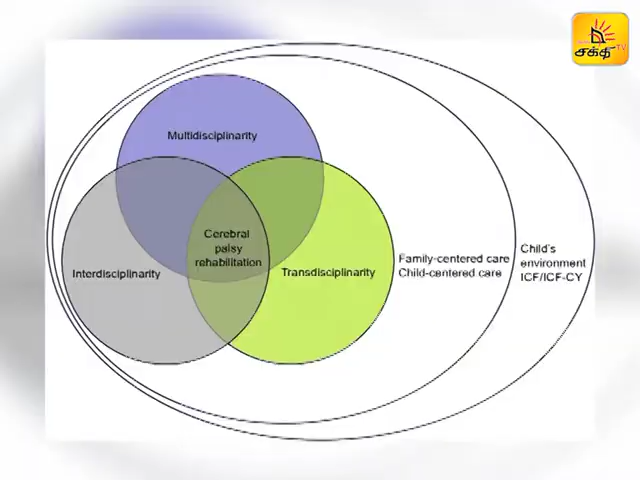 சக்தி TV
Multidisciplinarity
Cerebral
palsy
rehabilitation
Interdisciplinarity
Transdisciplinarity
Family-centered care
Child-centered care
Child's
environment
ICF/ICF-CY